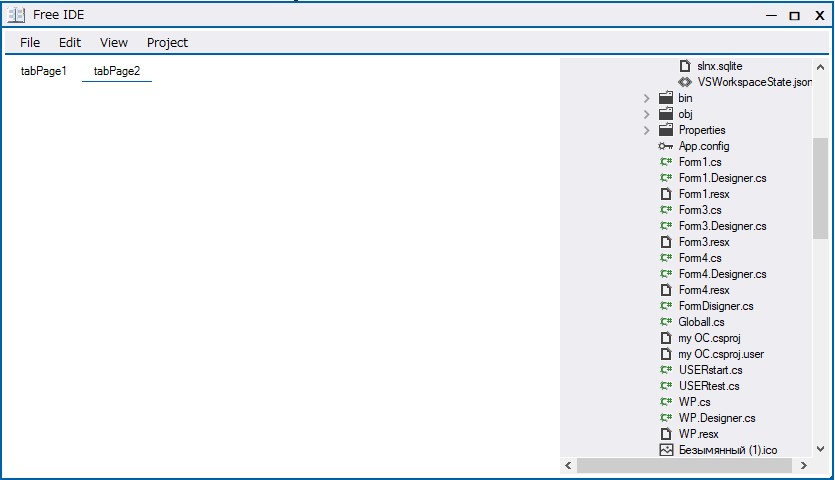 Free IDE
File Edit View Project
tabPage1 tabPage2
slnx.sqlite
VSWorkspaceState.json
bin
obj
Properties
App.config
Form1.cs
Form1.Designer.cs
Form1.resx
Form3.cs
Form3.Designer.cs
Form3.resx
Form4.cs
Form4.Designer.cs
Form4.resx
FormDisigner.cs
Globall.cs
my OC.csproj
my OC.csproj.user
USERstart.cs
USERtest.cs
WP.cs
WP.Designer.cs
WP.resx
Безымянный (1).ico